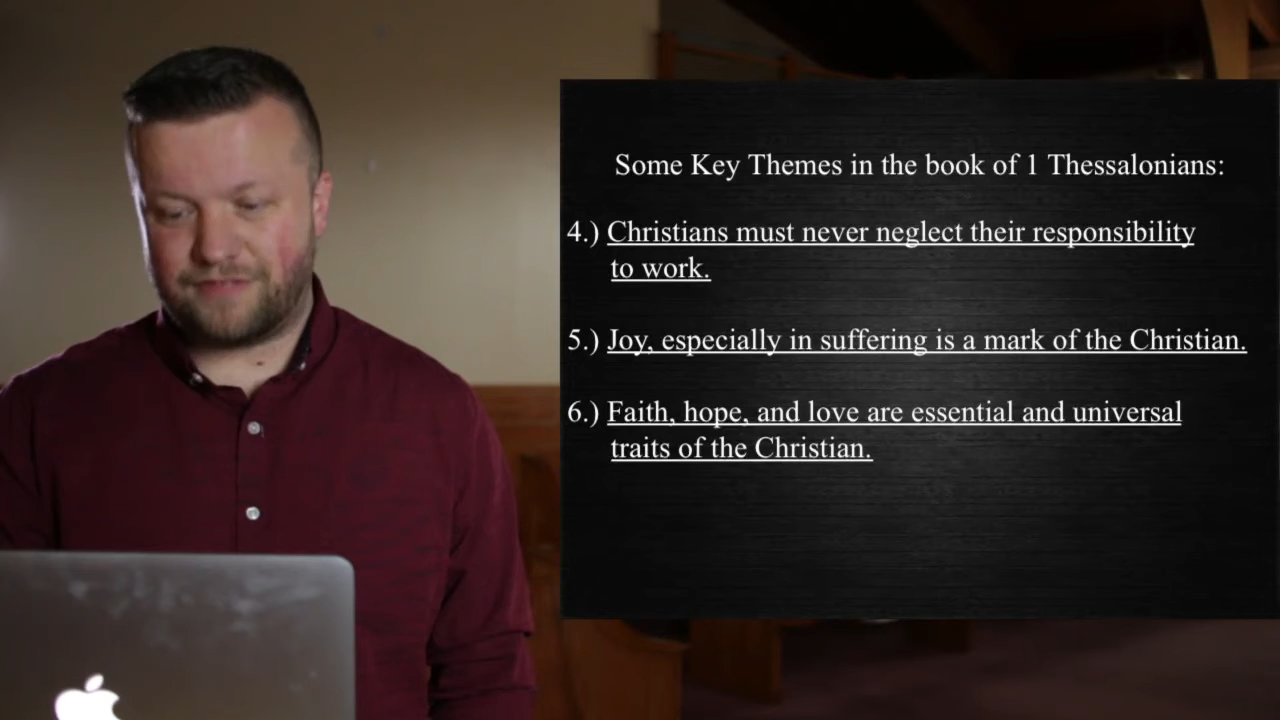 Some Key Themes in the book of 1 Thessalonians:
4.) Christians must never neglect their responsibility
to work.
5.) Joy, especially in suffering is a mark of the Christian.
6.) Faith, hope, and love are essential and universal
traits of the Christian.